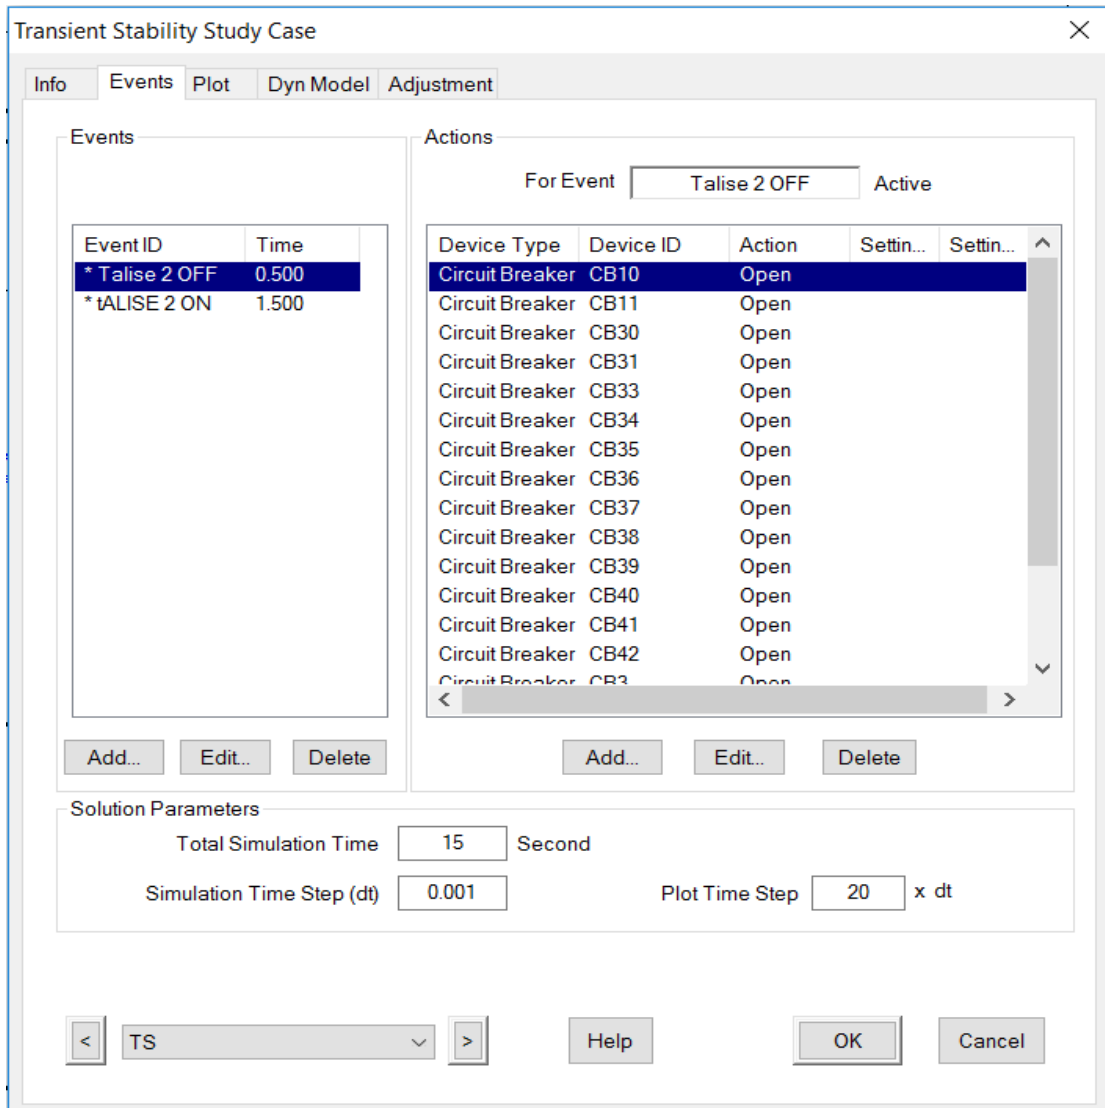 Transient Stability Study Case
Info Events Plot Dyn Model Adjustment
Events
Actions
For Event Talise 2 OFF Active
Event ID Time
* Talise 2 OFF 0.500
* tALISE 2 ON 1.500
Device Type Device ID Action Settin... Settin...
Circuit Breaker CB10 Open
Circuit Breaker CB11 Open
Circuit Breaker CB30 Open
Circuit Breaker CB31 Open
Circuit Breaker CB33 Open
Circuit Breaker CB34 Open
Circuit Breaker CB35 Open
Circuit Breaker CB36 Open
Circuit Breaker CB37 Open
Circuit Breaker CB38 Open
Circuit Breaker CB39 Open
Circuit Breaker CB40 Open
Circuit Breaker CB41 Open
Circuit Breaker CB42 Open
Circuit Breaker CB3 Open
Add... Edit... Delete
Add... Edit... Delete
Solution Parameters
Total Simulation Time 15 Second
Simulation Time Step (dt) 0.001
Plot Time Step 20 x dt
< TS > Help OK Cancel